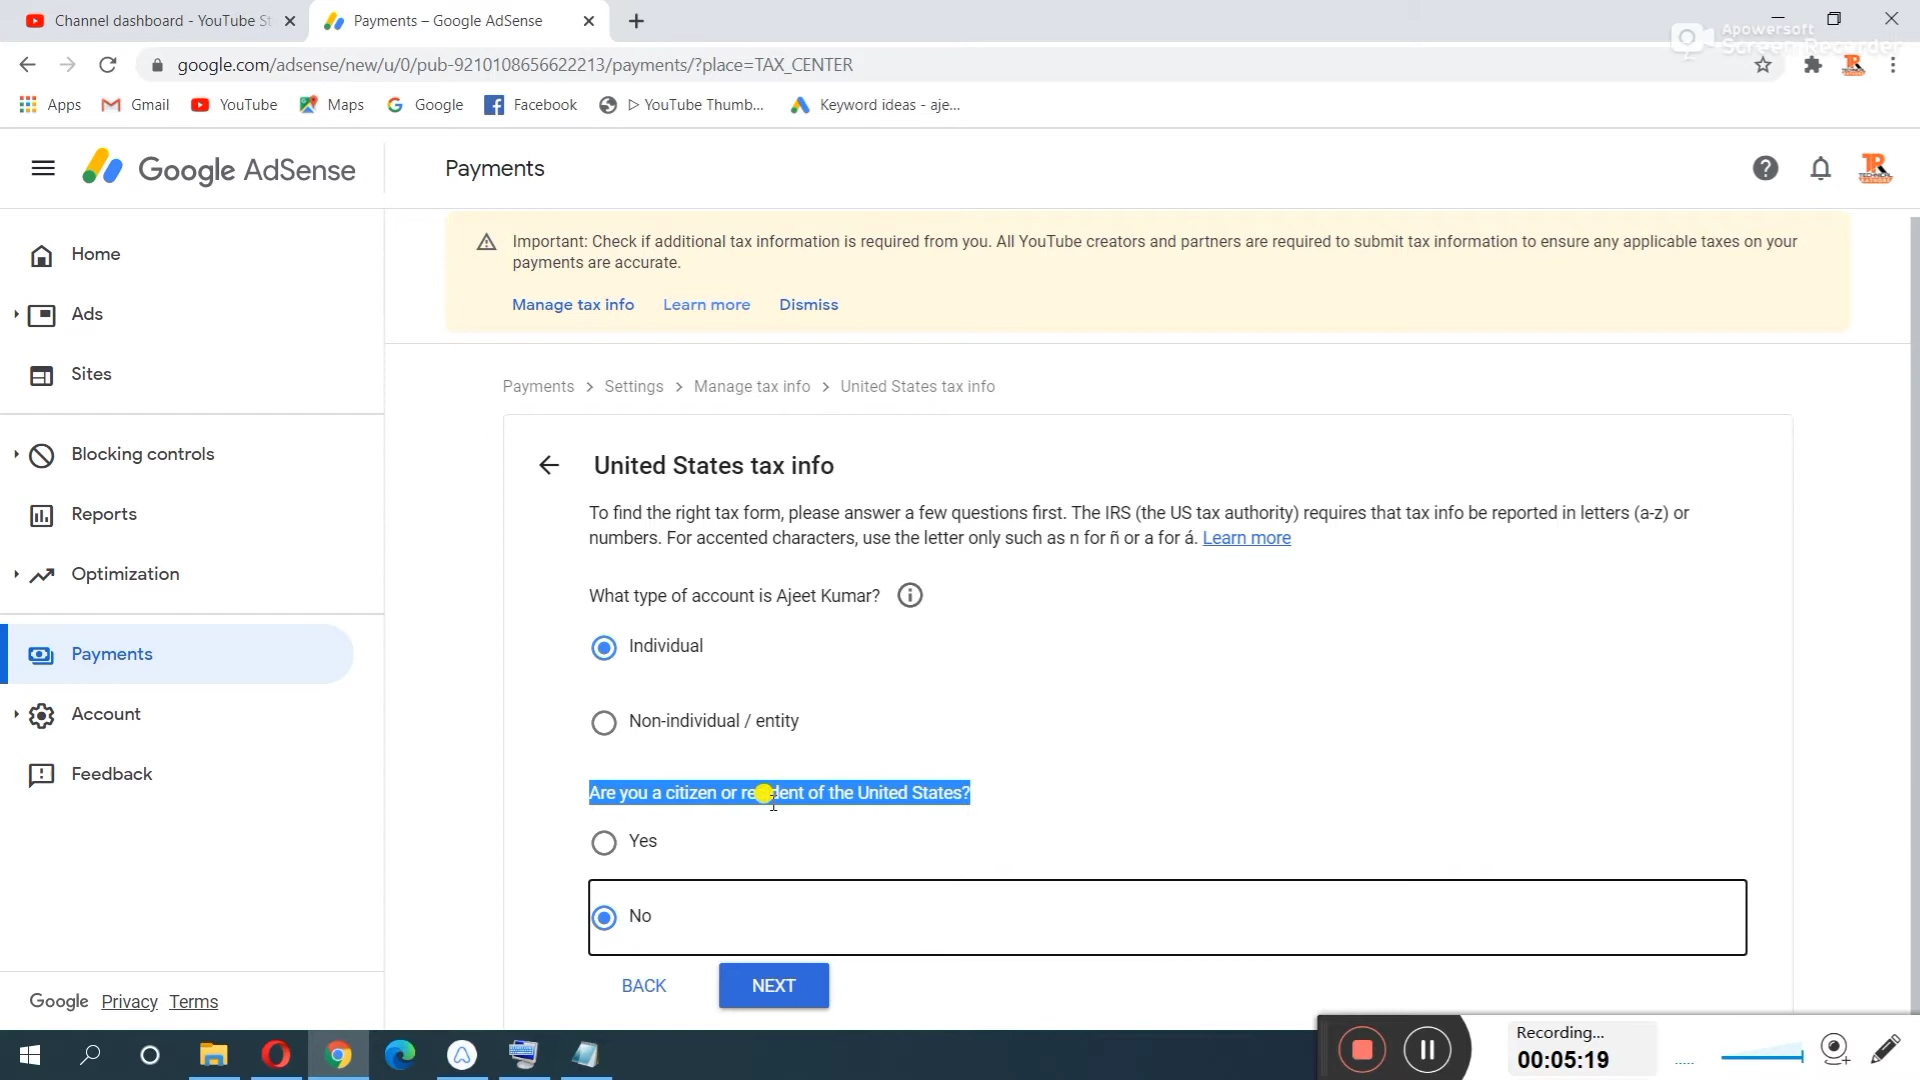 Channel dashboard - YouTube St
Payments – Google AdSense
google.com/adsense/new/u/0/pub-9210108656622213/payments/?place=TAX_CENTER
Apowersoft
Screen Recorder
Apps
Gmail
YouTube
Maps
Google
Facebook
▷ YouTube Thumb...
Keyword ideas - aje...
Google AdSense
Payments
TR
TECHNICAL
Home
Ads
Sites
Blocking controls
Reports
Optimization
Payments
Account
Feedback
Google Privacy Terms
Important: Check if additional tax information is required from you. All YouTube creators and partners are required to submit tax information to ensure any applicable taxes on your
payments are accurate.
Manage tax info Learn more Dismiss
Payments > Settings > Manage tax info > United States tax info
United States tax info
To find the right tax form, please answer a few questions first. The IRS (the US tax authority) requires that tax info be reported in letters (a-z) or
numbers. For accented characters, use the letter only such as n for ñ or a for á. Learn more
What type of account is Ajeet Kumar?
Individual
Non-individual / entity
Are you a citizen or resident of the United States?
Yes
No
BACK NEXT
Recording...
00:05:19